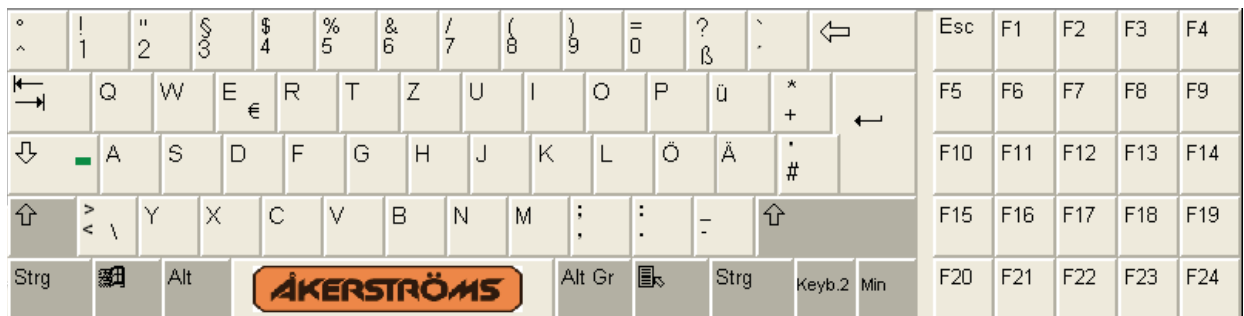 ° ! " § $ % & / ( ) = ? ` Esc F1 F2 F3 F4
^ 1 2 3 4 5 6 7 8 9 0 ß ´
Q W E € R T Z U I O P ü * + F5 F6 F7 F8 F9
A S D F G H J K L Ö Ä ' # F10 F11 F12 F13 F14
> < \ Y X C V B N M ; , : . _ - F15 F16 F17 F18 F19
Strg Alt ÅKERSTRÖMS Alt Gr Strg Keyb.2 Min F20 F21 F22 F23 F24